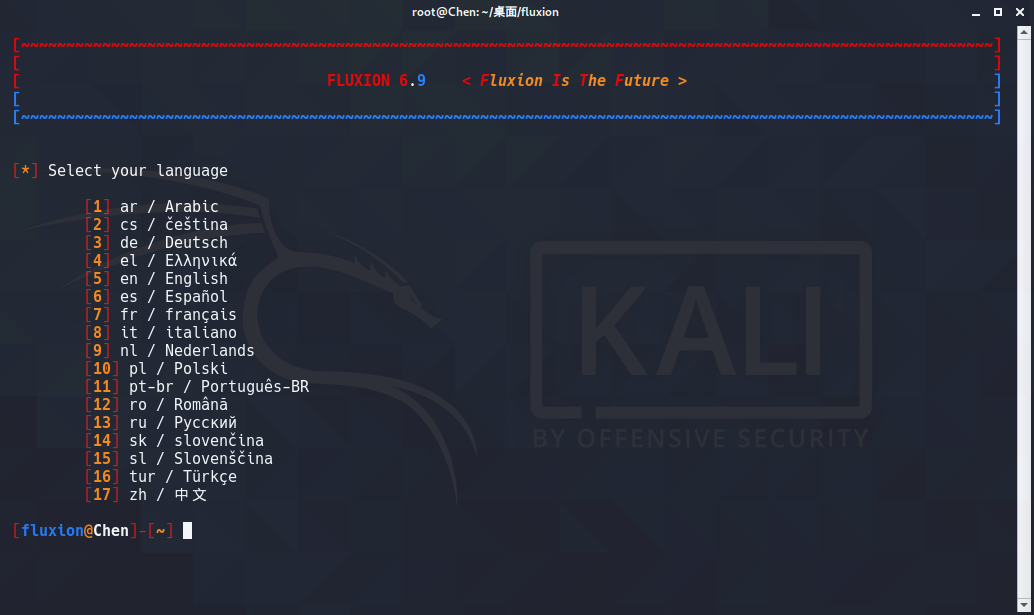 root@Chen: ~/桌面/fluxion
[~~~~~~~~~~~~~~~~~~~~~~~~~~~~~~~~~~~~~~~~~~~~~~~~~~~~~~~~~~~~~~~~~~~~~~~~~~~~~~~~~~~~~~~~~~~~~~~~~~~~~~~~~~~~]
[ ]
[ FLUXION 6.9 < Fluxion Is The Future > ]
[ ]
[~~~~~~~~~~~~~~~~~~~~~~~~~~~~~~~~~~~~~~~~~~~~~~~~~~~~~~~~~~~~~~~~~~~~~~~~~~~~~~~~~~~~~~~~~~~~~~~~~~~~~~~~~~~~]
[*] Select your language
[1] ar / Arabic
[2] cs / čeština
[3] de / Deutsch
[4] el / Ελληνικά
[5] en / English
[6] es / Español
[7] fr / français
[8] it / italiano
[9] nl / Nederlands
[10] pl / Polski
[11] pt-br / Português-BR
[12] ro / Română
[13] ru / Русский
[14] sk / slovenčina
[15] sl / Slovenščina
[16] tur / Türkçe
[17] zh / 中文
[fluxion@Chen]-[~]
KALI
BY OFFENSIVE SECURITY